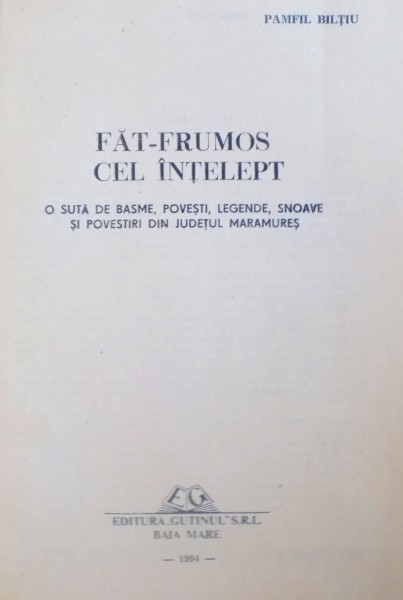 PAMFIL BILȚIU
FĂT-FRUMOS
CEL ÎNȚELEPT
O SUTĂ DE BASME, POVEȘTI, LEGENDE, SNOAVE
ȘI POVESTIRI DIN JUDEȚUL MARAMUREȘ
EG
EDITURA „GUTINUL” S.R.L.
BAIA MARE
— 1994 —